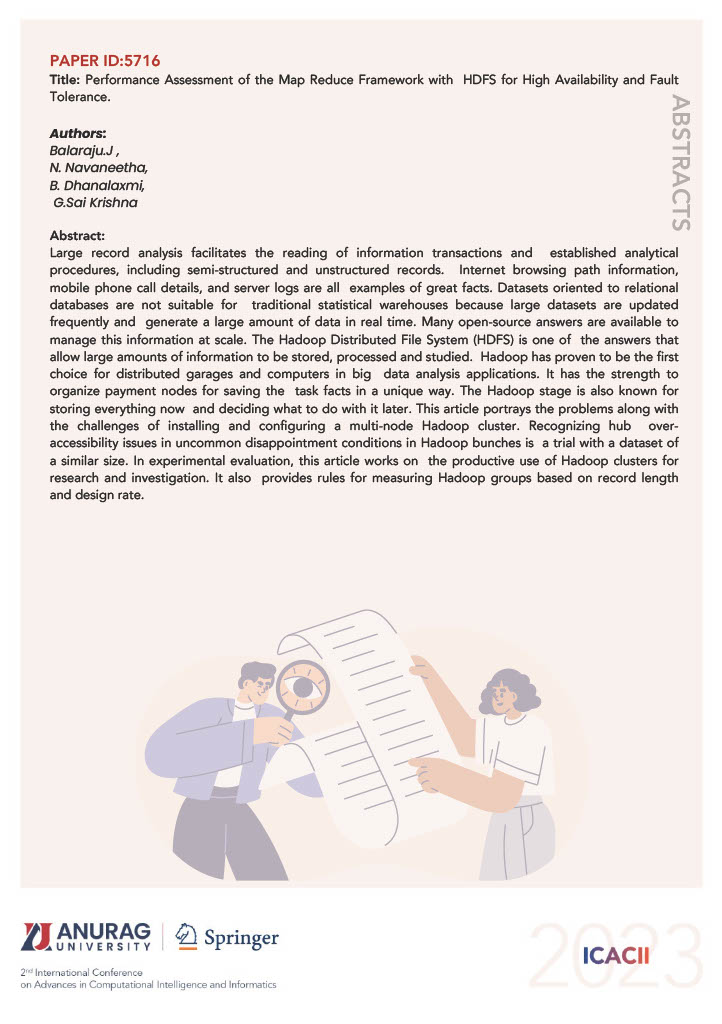 PAPER ID:5716
Title: Performance Assessment of the Map Reduce Framework with HDFS for High Availability and Fault
Tolerance.
ABSTRACTS
Authors:
Balaraju.J ,
N. Navaneetha,
B. Dhanalaxmi,
G.Sai Krishna
Abstract:
Large record analysis facilitates the reading of information transactions and established analytical
procedures, including semi-structured and unstructured records. Internet browsing path information,
mobile phone call details, and server logs are all examples of great facts. Datasets oriented to relational
databases are not suitable for traditional statistical warehouses because large datasets are updated
frequently and generate a large amount of data in real time. Many open-source answers are available to
manage this information at scale. The Hadoop Distributed File System (HDFS) is one of the answers that
allow large amounts of information to be stored, processed and studied. Hadoop has proven to be the first
choice for distributed garages and computers in big data analysis applications. It has the strength to
organize payment nodes for saving the task facts in a unique way. The Hadoop stage is also known for
storing everything now and deciding what to do with it later. This article portrays the problems along with
the challenges of installing and configuring a multi-node Hadoop cluster. Recognizing hub over-
accessibility issues in uncommon disappointment conditions in Hadoop bunches is a trial with a dataset of
a similar size. In experimental evaluation, this article works on the productive use of Hadoop clusters for
research and investigation. It also provides rules for measuring Hadoop groups based on record length
and design rate.
ANURAG
UNIVERSITY
Springer
2nd International Conference
on Advances in Computational Intelligence and Informatics
2023
ICACII